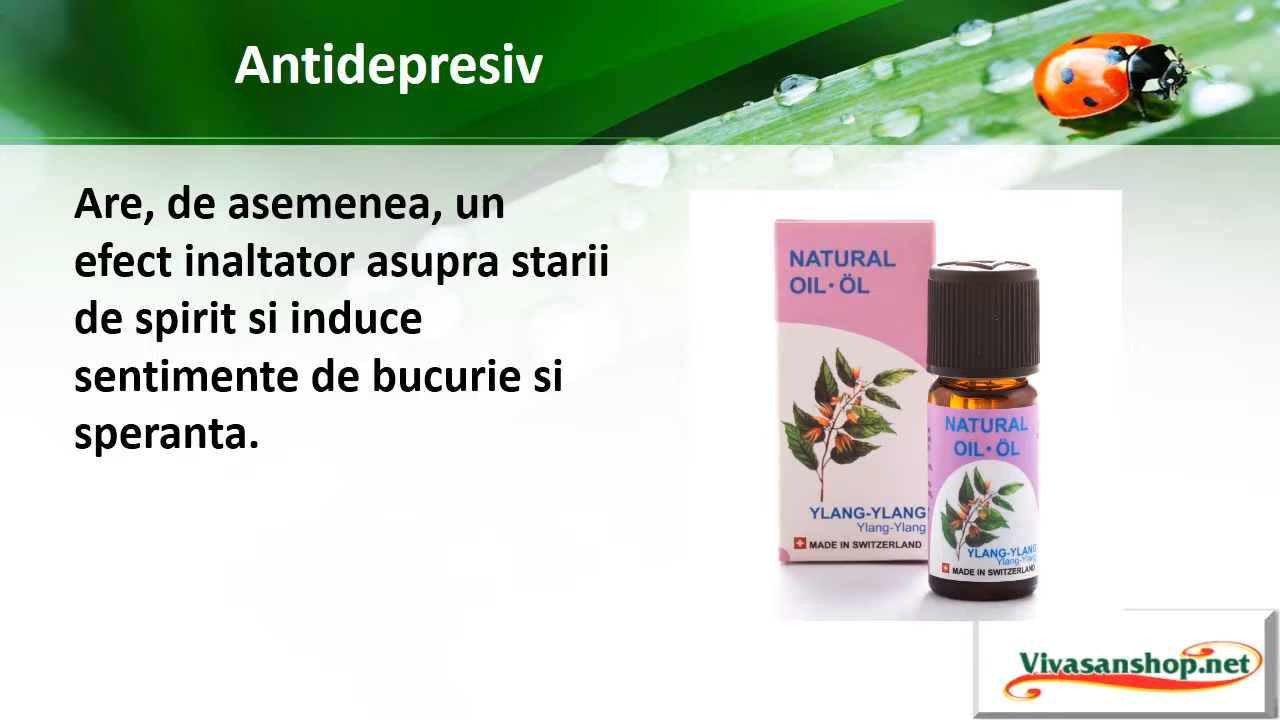 Antidepresiv
Are, de asemenea, un
efect inaltator asupra starii
de spirit si induce
sentimente de bucurie si
speranta.
NATURAL
OIL· ÖL
YLANG-YLANG
Ylang-Ylang
MADE IN SWITZERLAND
NATURAL
OIL· ÖL
YLANG-YLANG
Ylang-Ylang
MADE IN SWITZERLAND
Vivasanshop.net